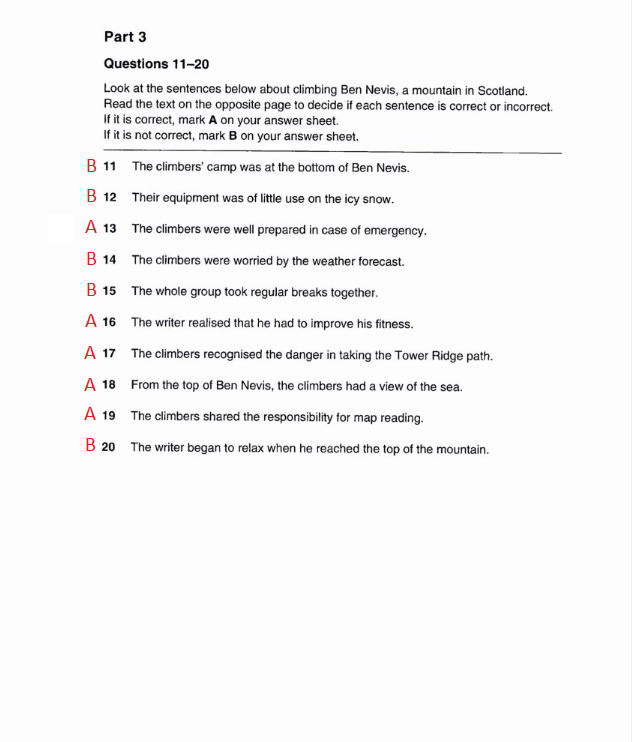 Part 3
Questions 11–20
Look at the sentences below about climbing Ben Nevis, a mountain in Scotland.
Read the text on the opposite page to decide if each sentence is correct or incorrect.
If it is correct, mark A on your answer sheet.
If it is not correct, mark B on your answer sheet.
B 11 The climbers' camp was at the bottom of Ben Nevis.
B 12 Their equipment was of little use on the icy snow.
A 13 The climbers were well prepared in case of emergency.
B 14 The climbers were worried by the weather forecast.
B 15 The whole group took regular breaks together.
A 16 The writer realised that he had to improve his fitness.
A 17 The climbers recognised the danger in taking the Tower Ridge path.
A 18 From the top of Ben Nevis, the climbers had a view of the sea.
A 19 The climbers shared the responsibility for map reading.
B 20 The writer began to relax when he reached the top of the mountain.